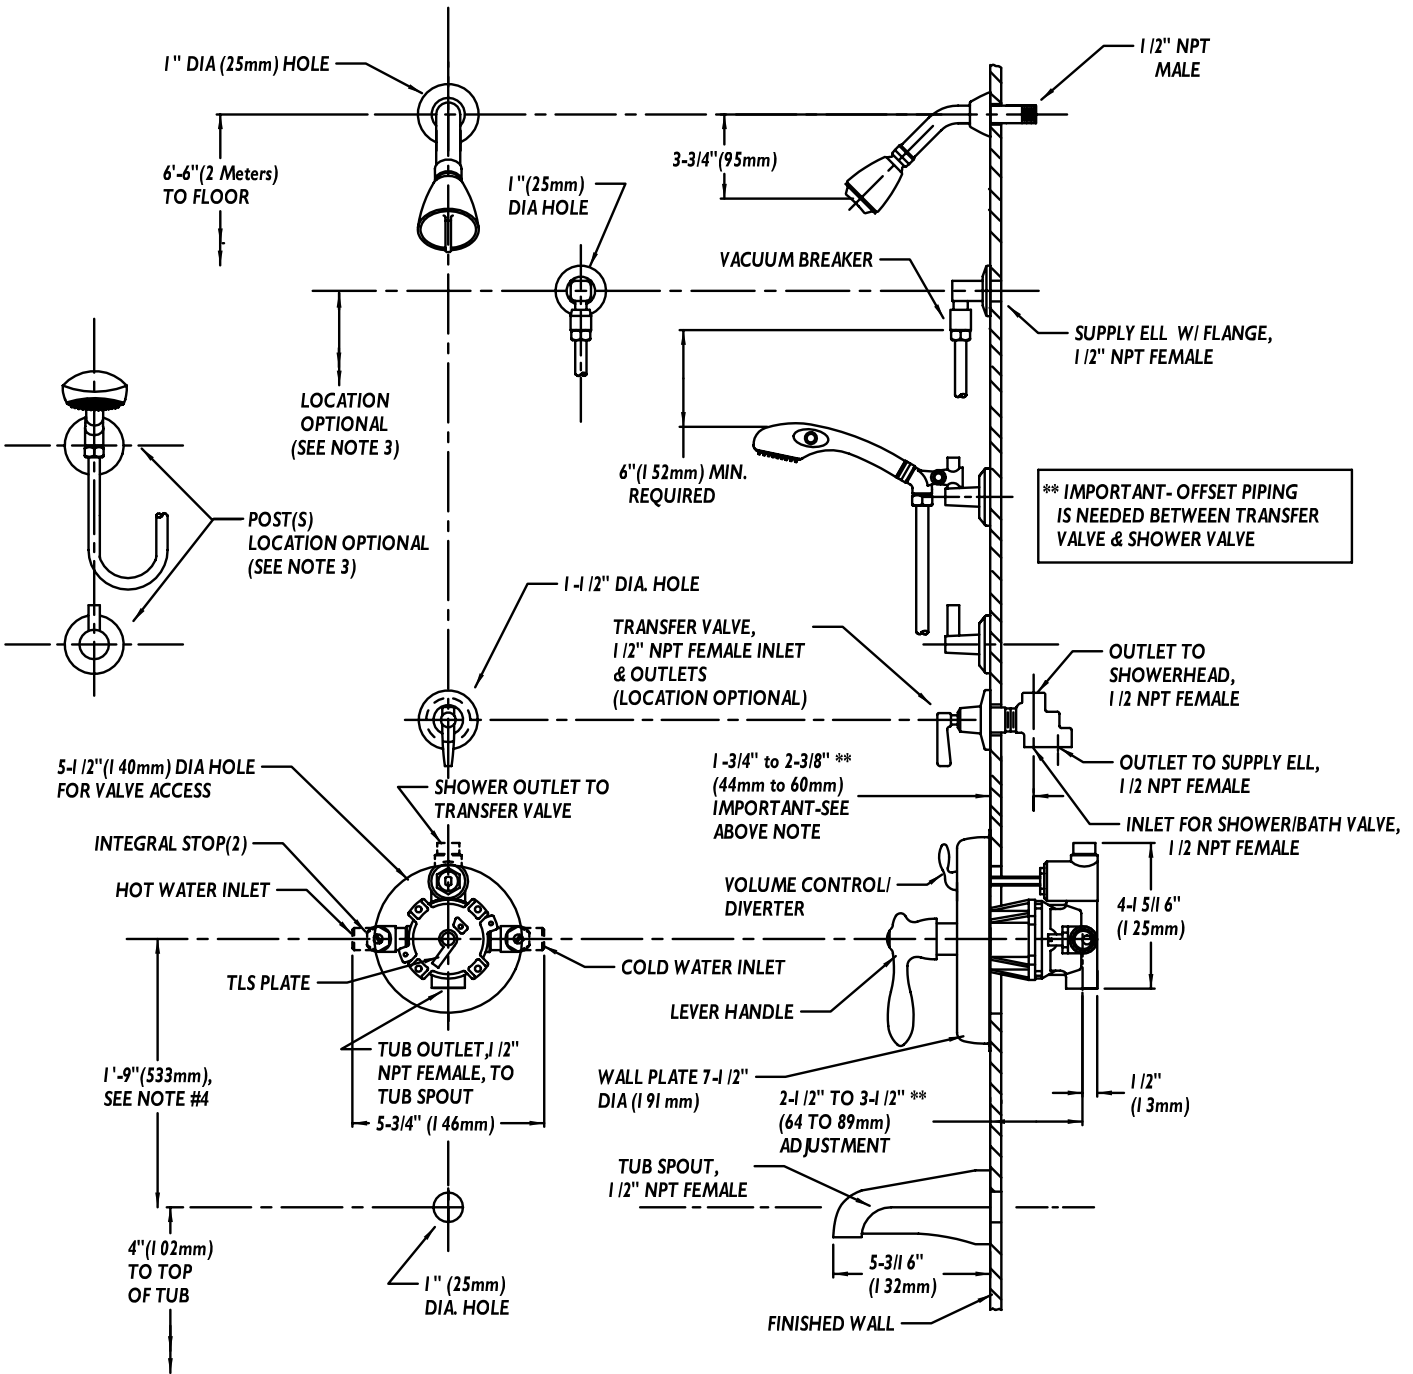 1" DIA (25mm) HOLE
1/2" NPT
MALE
6'-6"(2 Meters)
TO FLOOR
3-3/4"(95mm)
1"(25mm)
DIA HOLE
VACUUM BREAKER
SUPPLY ELL W/ FLANGE,
1/2" NPT FEMALE
LOCATION
OPTIONAL
(SEE NOTE 3)
6"(152mm) MIN.
REQUIRED
** IMPORTANT- OFFSET PIPING
IS NEEDED BETWEEN TRANSFER
VALVE & SHOWER VALVE
POST(S)
LOCATION OPTIONAL
(SEE NOTE 3)
1-1/2" DIA. HOLE
TRANSFER VALVE,
1/2" NPT FEMALE INLET
& OUTLETS
(LOCATION OPTIONAL)
OUTLET TO
SHOWERHEAD,
1/2 NPT FEMALE
5-1/2"(140mm) DIA HOLE
FOR VALVE ACCESS
SHOWER OUTLET TO
TRANSFER VALVE
1-3/4" to 2-3/8" **
(44mm to 60mm)
IMPORTANT-SEE
ABOVE NOTE
OUTLET TO SUPPLY ELL,
1/2 NPT FEMALE
INLET FOR SHOWER/BATH VALVE,
1/2 NPT FEMALE
INTEGRAL STOP(2)
HOT WATER INLET
VOLUME CONTROL/
DIVERTER
4-15/16"
(125mm)
TLS PLATE
COLD WATER INLET
LEVER HANDLE
TUB OUTLET,1/2"
NPT FEMALE, TO
TUB SPOUT
5-3/4" (146mm)
1'-9"(533mm),
SEE NOTE #4
WALL PLATE 7-1/2"
DIA (191mm)
2-1/2" TO 3-1/2" **
(64 TO 89mm)
ADJUSTMENT
1/2"
(13mm)
TUB SPOUT,
1/2" NPT FEMALE
4"(102mm)
TO TOP
OF TUB
1" (25mm)
DIA. HOLE
5-3/16"
(132mm)
FINISHED WALL